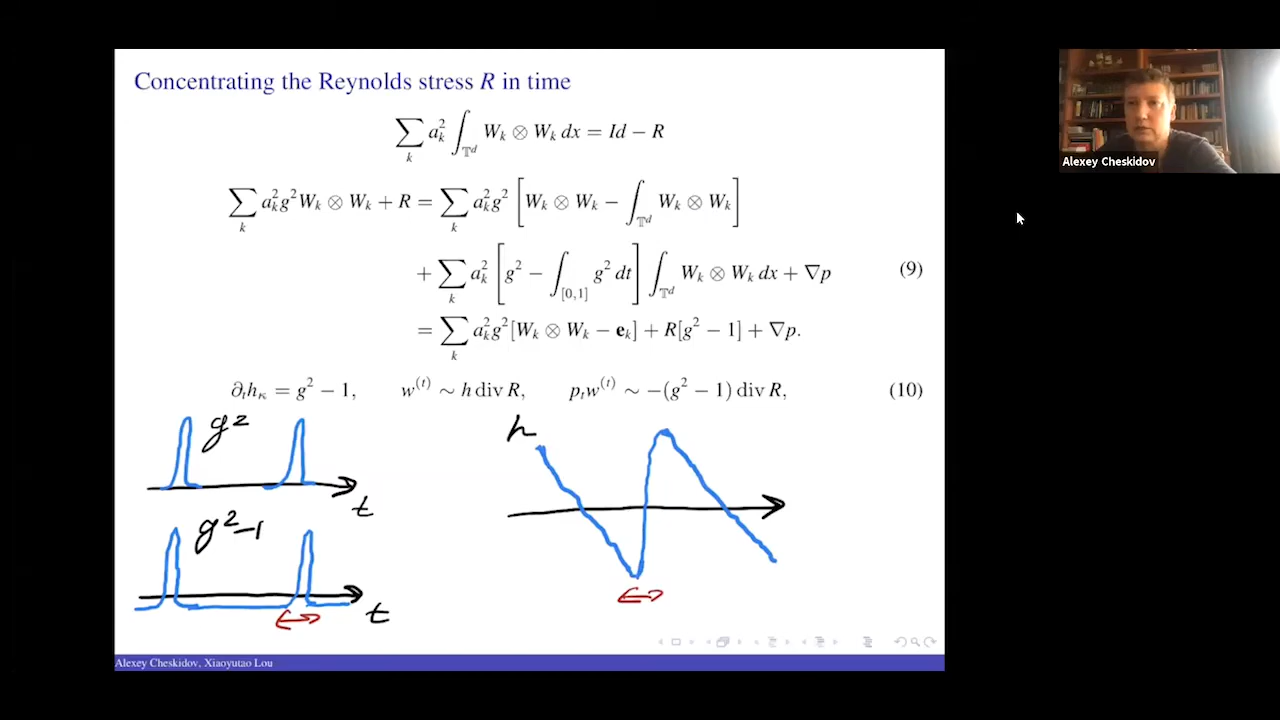 Concentrating the Reynolds stress R in time
∑_k a_k^2 ∫_{𝕋^d} W_k ⊗ W_k dx = Id − R
∑_k a_k^2 g^2 W_k ⊗ W_k + R = ∑_k a_k^2 g^2 [W_k ⊗ W_k − ∫_{𝕋^d} W_k ⊗ W_k]
+ ∑_k a_k^2 [g^2 − ∫_{[0,1]} g^2 dt] ∫_{𝕋^d} W_k ⊗ W_k dx + ∇p (9)
= ∑_k a_k^2 g^2 [W_k ⊗ W_k − e_k] + R[g^2 − 1] + ∇p.
∂_t h_κ = g^2 − 1, w^{(t)} ∼ h div R, p_t w^{(t)} ∼ −(g^2 − 1) div R, (10)
g^2
t
g^2−1
t
h
Alexey Cheskidov, Xiaoyutao Lou
Alexey Cheskidov